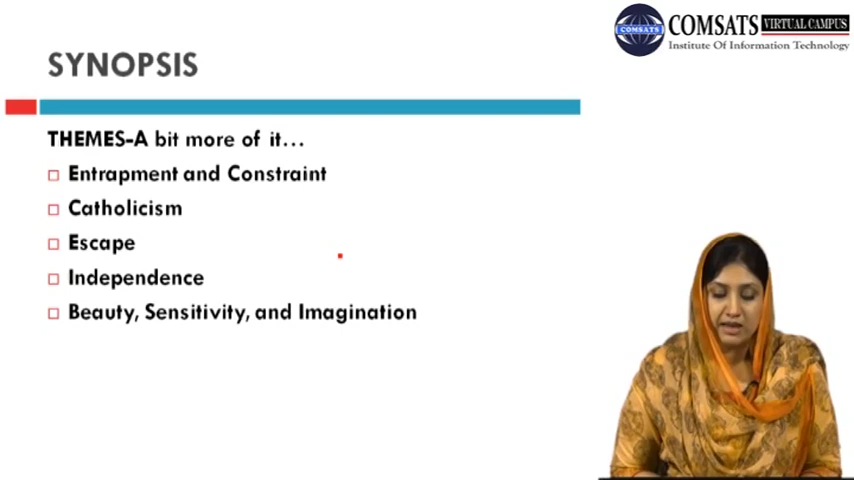 COMSATS VIRTUAL CAMPUS
COMSATS
Institute Of Information Technology
SYNOPSIS
THEMES-A bit more of it...
Entrapment and Constraint
Catholicism
Escape
Independence
Beauty, Sensitivity, and Imagination